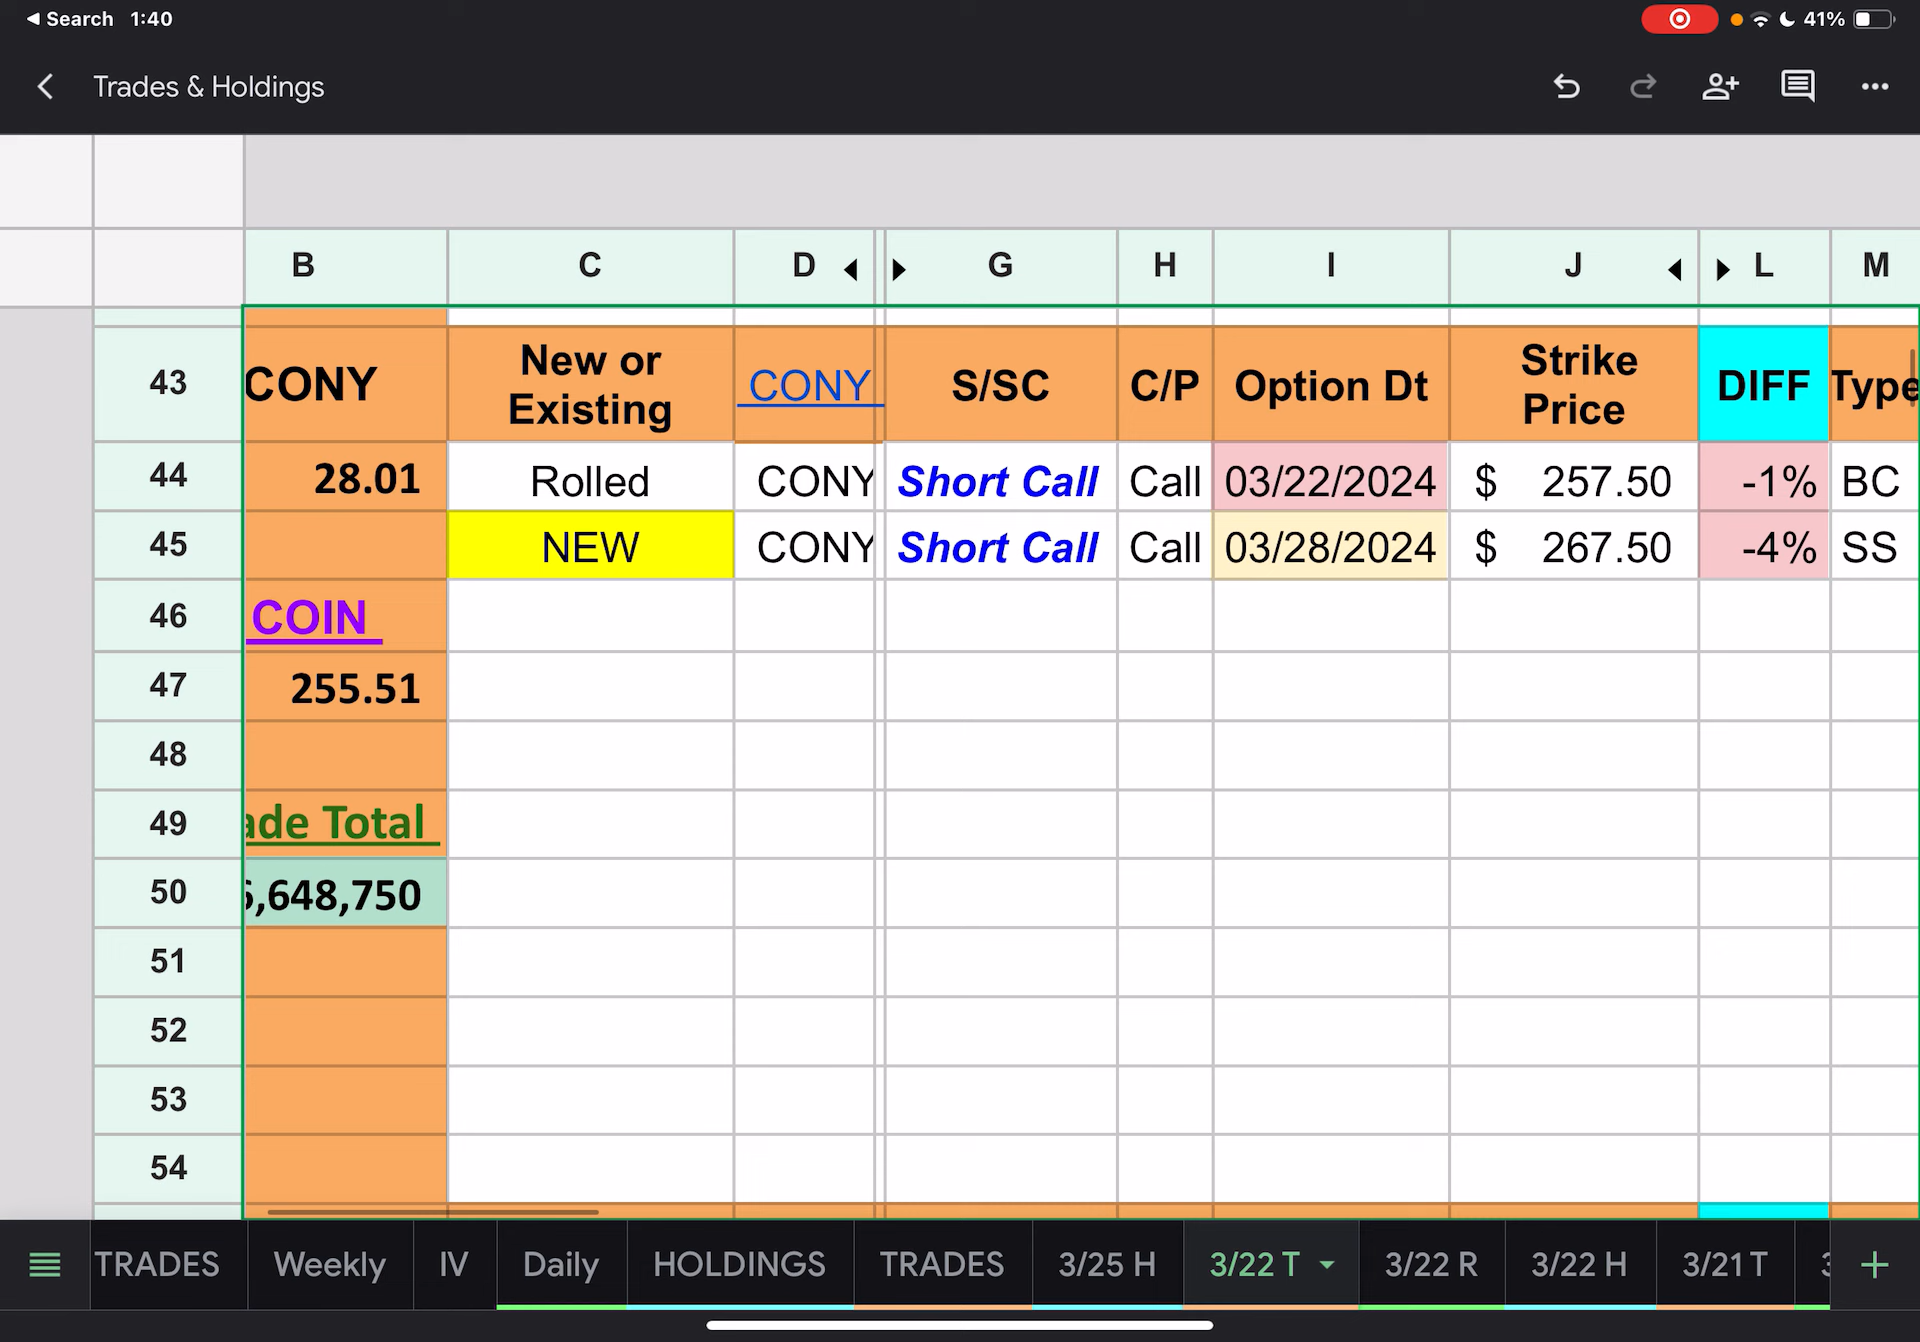 Search 1:40 41%
Trades & Holdings
B C D G H I J L M
43 CONY New or Existing CONY S/SC C/P Option Dt Strike Price DIFF Type
44 28.01 Rolled CONY Short Call Call 03/22/2024 $ 257.50 -1% BC
45 NEW CONY Short Call Call 03/28/2024 $ 267.50 -4% SS
46 COIN
47 255.51
48
49 ade Total
50 ,648,750
51
52
53
54
TRADES Weekly IV Daily HOLDINGS TRADES 3/25 H 3/22 T 3/22 R 3/22 H 3/21 T